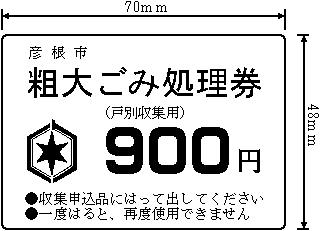 70mm
彦根市
粗大ごみ処理券
(戸別収集用)
900円
●収集申込品にはって出してください
●一度はると、再度使用できません
48mm